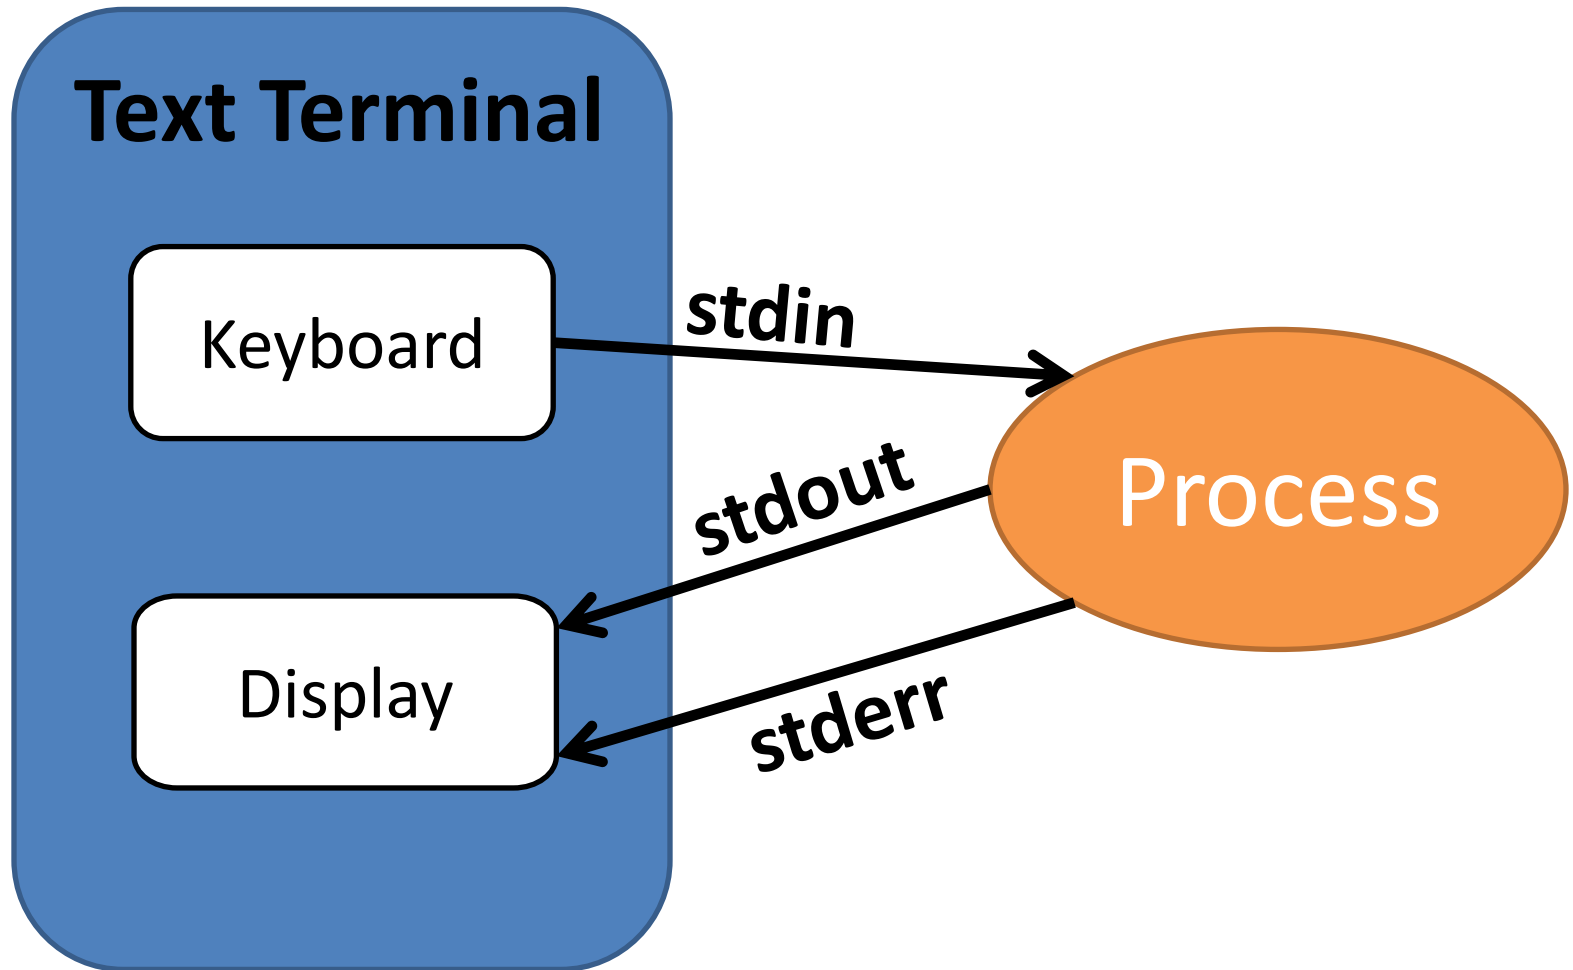 Text Terminal
Keyboard
stdin
Process
stdout
Display
stderr